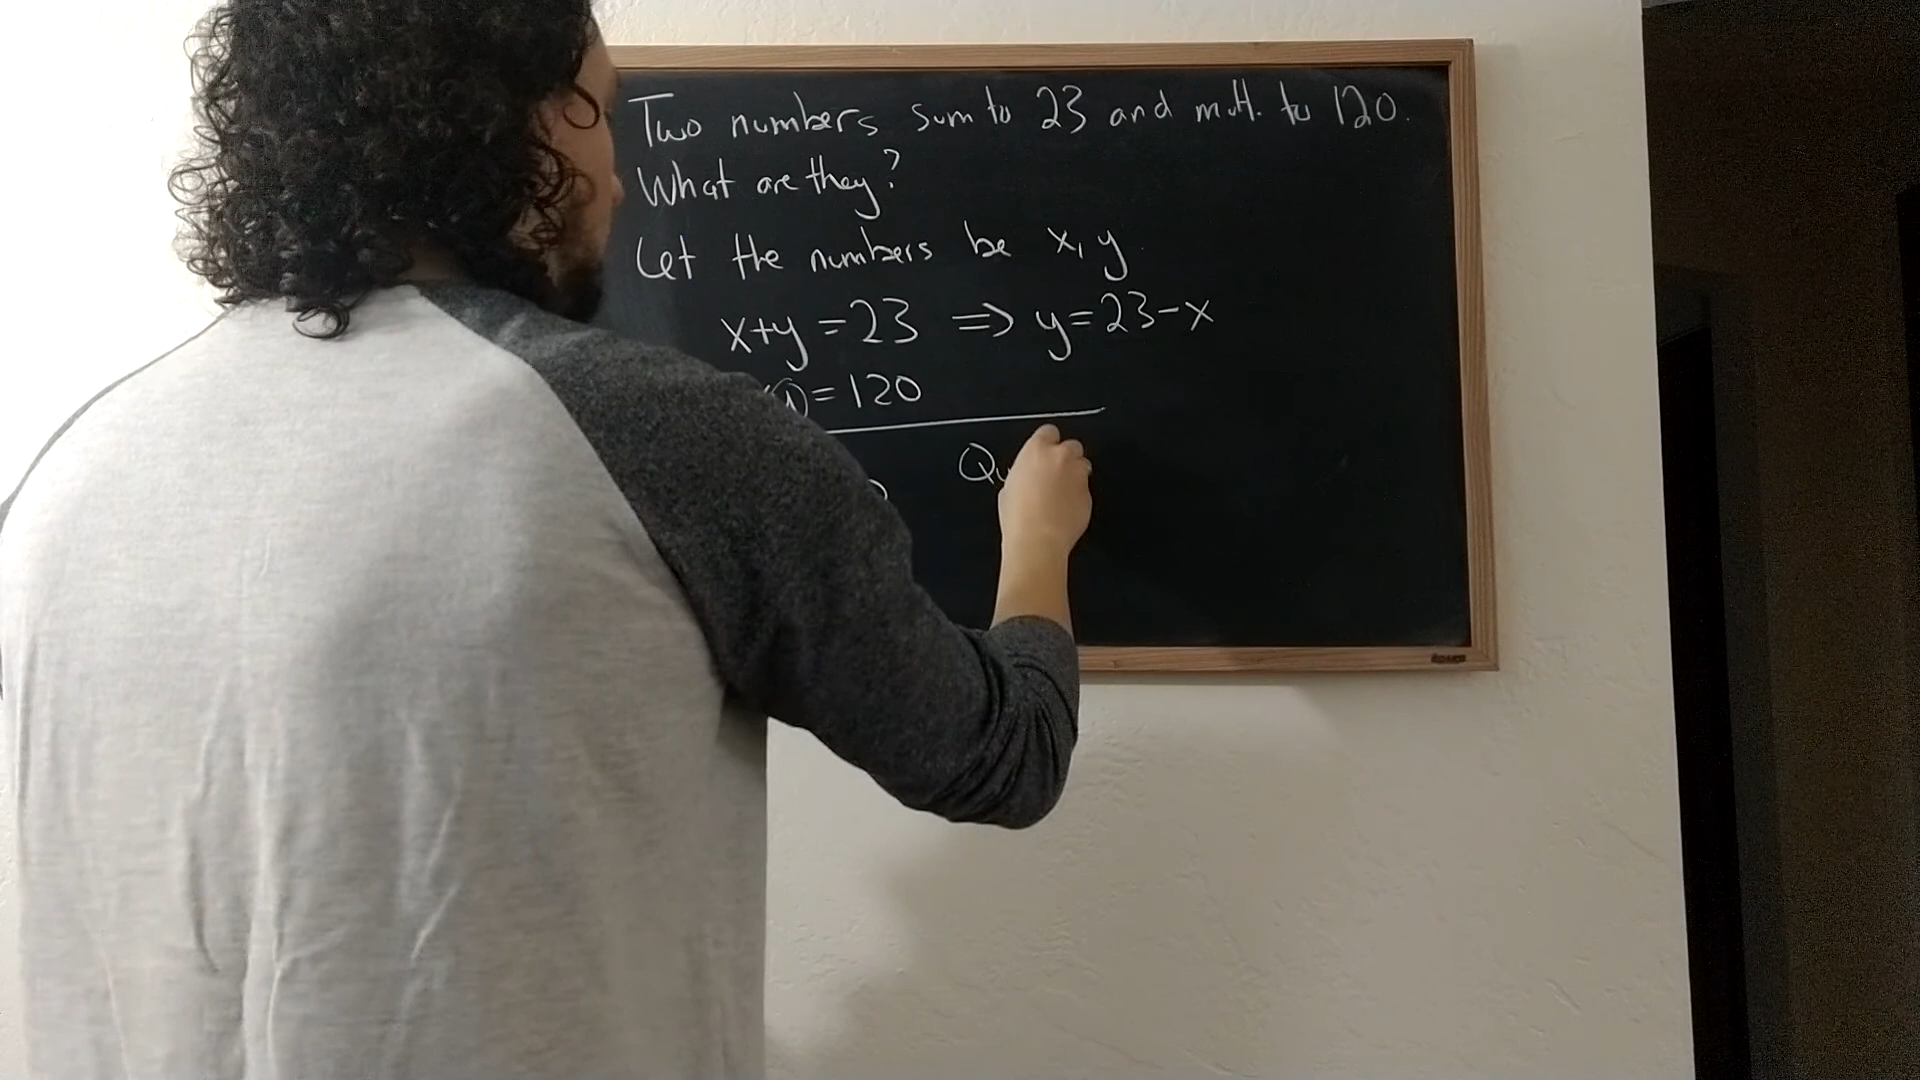 Two numbers sum to 23 and mult. to 120.
What are they?
Let the numbers be x, y
x+y=23 ⇒ y=23-x
y=120
Qu